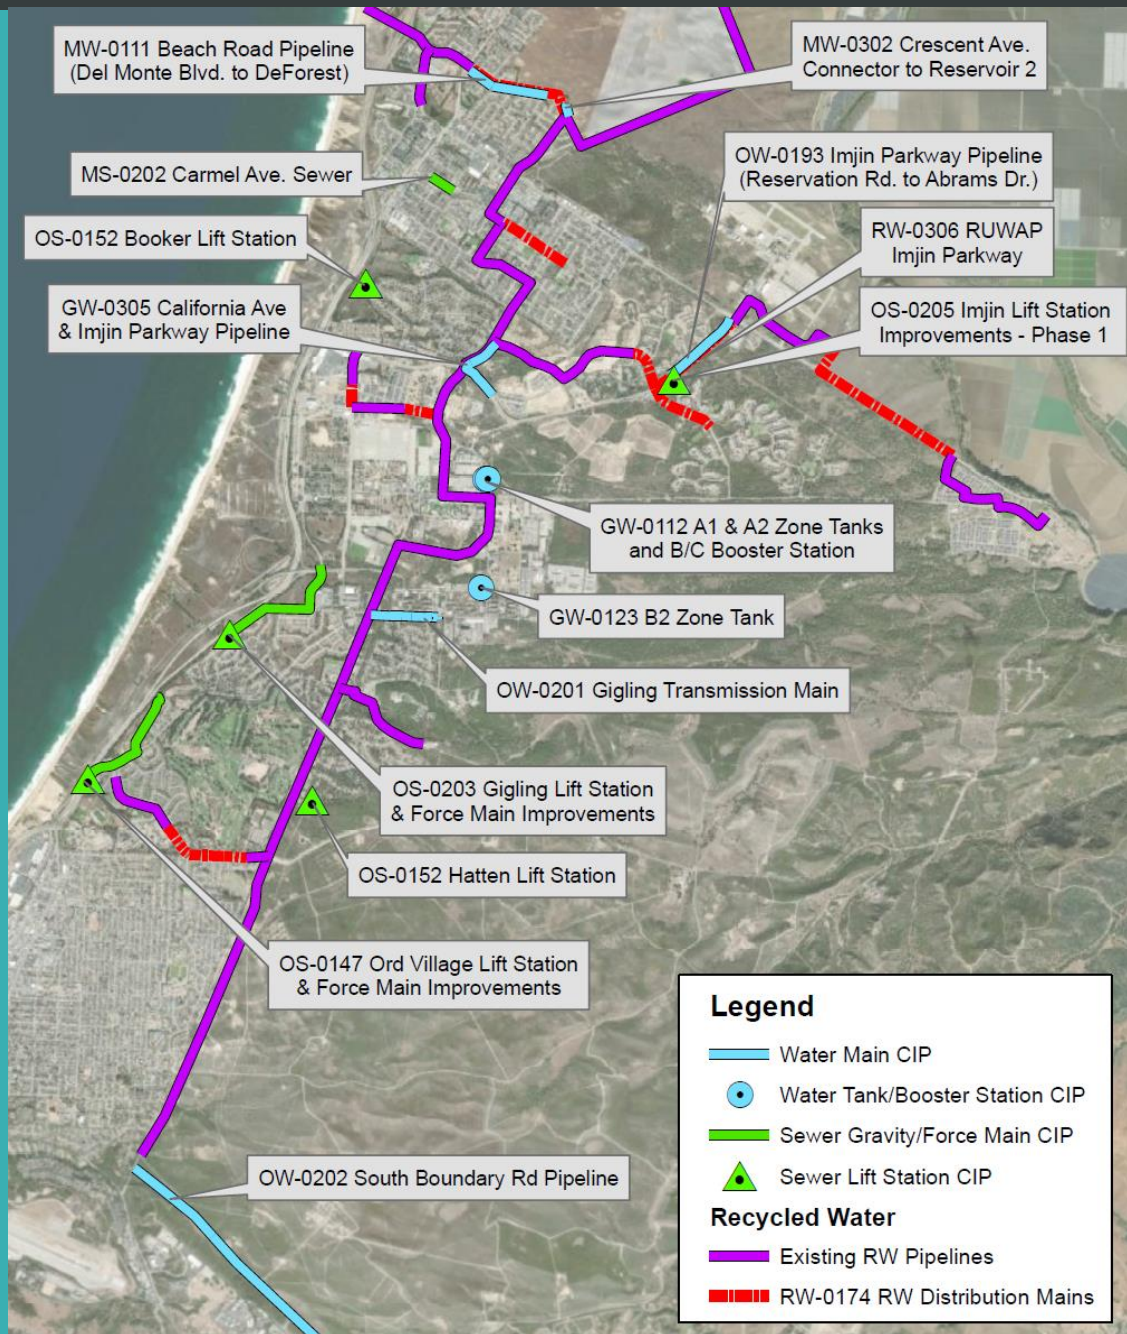 MW-0111 Beach Road Pipeline
(Del Monte Blvd. to DeForest)
MW-0302 Crescent Ave.
Connector to Reservoir 2
MS-0202 Carmel Ave. Sewer
OW-0193 Imjin Parkway Pipeline
(Reservation Rd. to Abrams Dr.)
OS-0152 Booker Lift Station
RW-0306 RUWAP
Imjin Parkway
GW-0305 California Ave
& Imjin Parkway Pipeline
OS-0205 Imjin Lift Station
Improvements - Phase 1
GW-0112 A1 & A2 Zone Tanks
and B/C Booster Station
GW-0123 B2 Zone Tank
OW-0201 Gigling Transmission Main
OS-0203 Gigling Lift Station
& Force Main Improvements
OS-0152 Hatten Lift Station
OS-0147 Ord Village Lift Station
& Force Main Improvements
OW-0202 South Boundary Rd Pipeline
Legend
Water Main CIP
Water Tank/Booster Station CIP
Sewer Gravity/Force Main CIP
Sewer Lift Station CIP
Recycled Water
Existing RW Pipelines
RW-0174 RW Distribution Mains